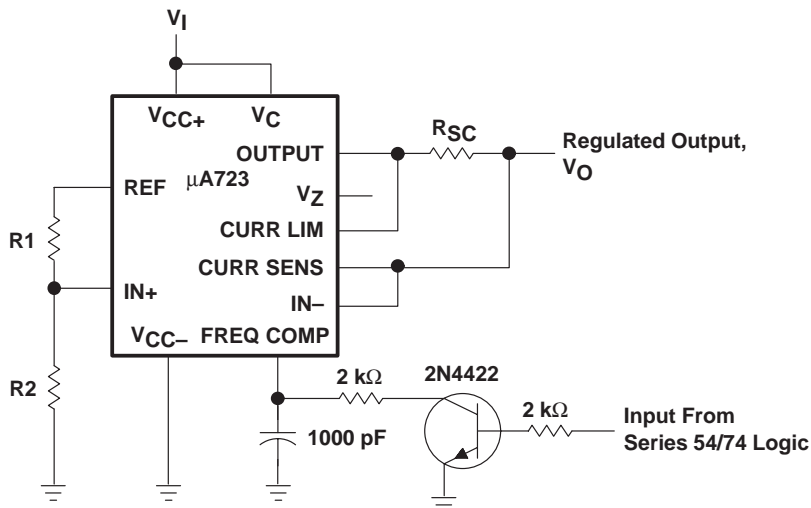 VI
VCC+
VC
RSC
OUTPUT
Regulated Output,
VO
μA723
REF
VZ
R1
CURR LIM
CURR SENS
IN+
IN–
VCC–
FREQ COMP
R2
2 kΩ
2N4422
2 kΩ
1000 pF
Input From
Series 54/74 Logic